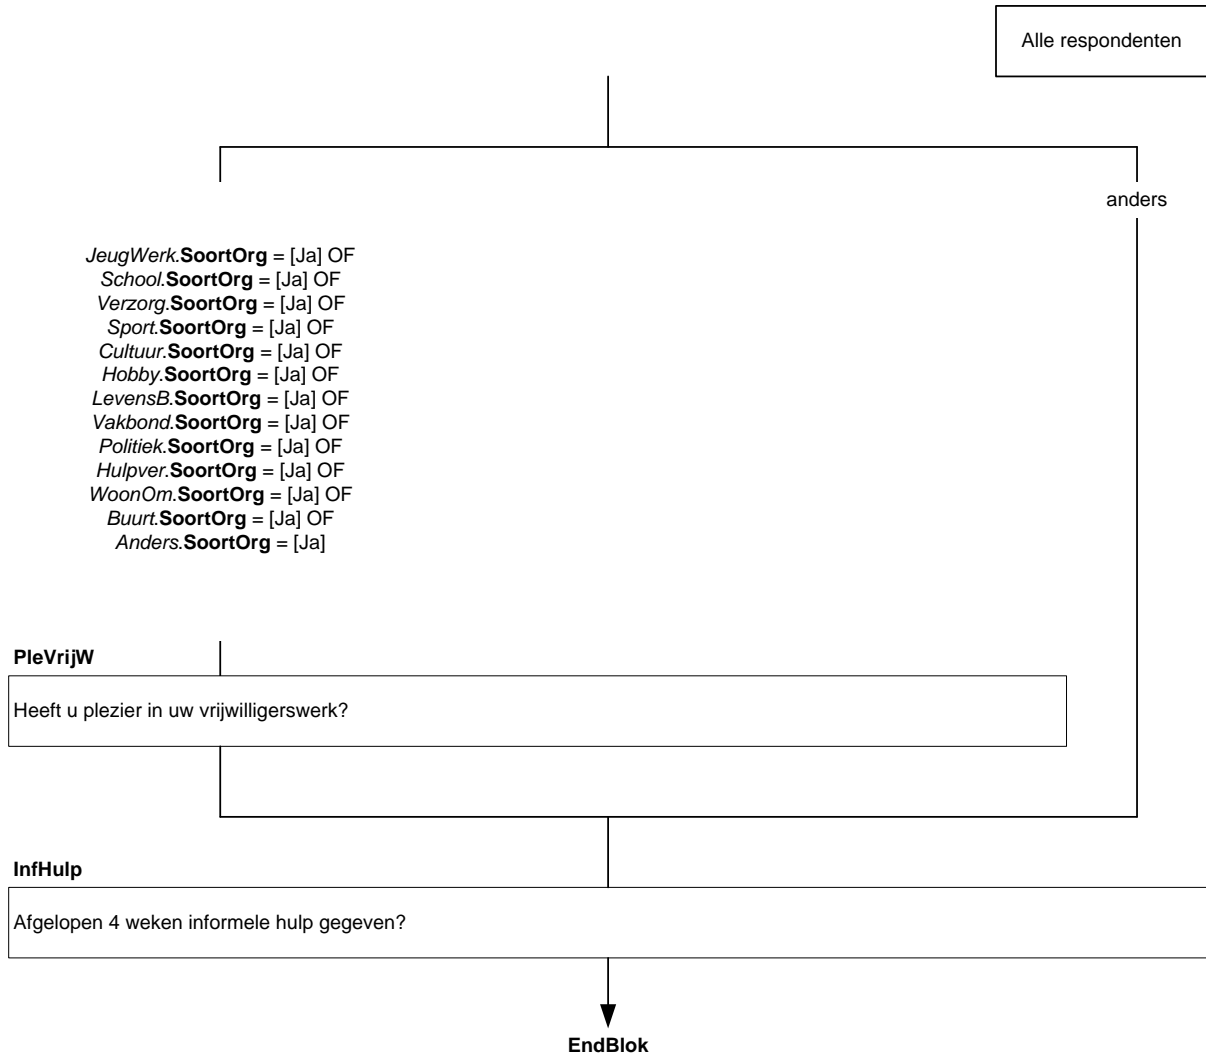 Alle respondenten
anders
JeugWerk.SoortOrg = [Ja] OF
School.SoortOrg = [Ja] OF
Verzorg.SoortOrg = [Ja] OF
Sport.SoortOrg = [Ja] OF
Cultuur.SoortOrg = [Ja] OF
Hobby.SoortOrg = [Ja] OF
LevensB.SoortOrg = [Ja] OF
Vakbond.SoortOrg = [Ja] OF
Politiek.SoortOrg = [Ja] OF
Hulpver.SoortOrg = [Ja] OF
WoonOm.SoortOrg = [Ja] OF
Buurt.SoortOrg = [Ja] OF
Anders.SoortOrg = [Ja]
PleVrijW
Heeft u plezier in uw vrijwilligerswerk?
InfHulp
Afgelopen 4 weken informele hulp gegeven?
EndBlok